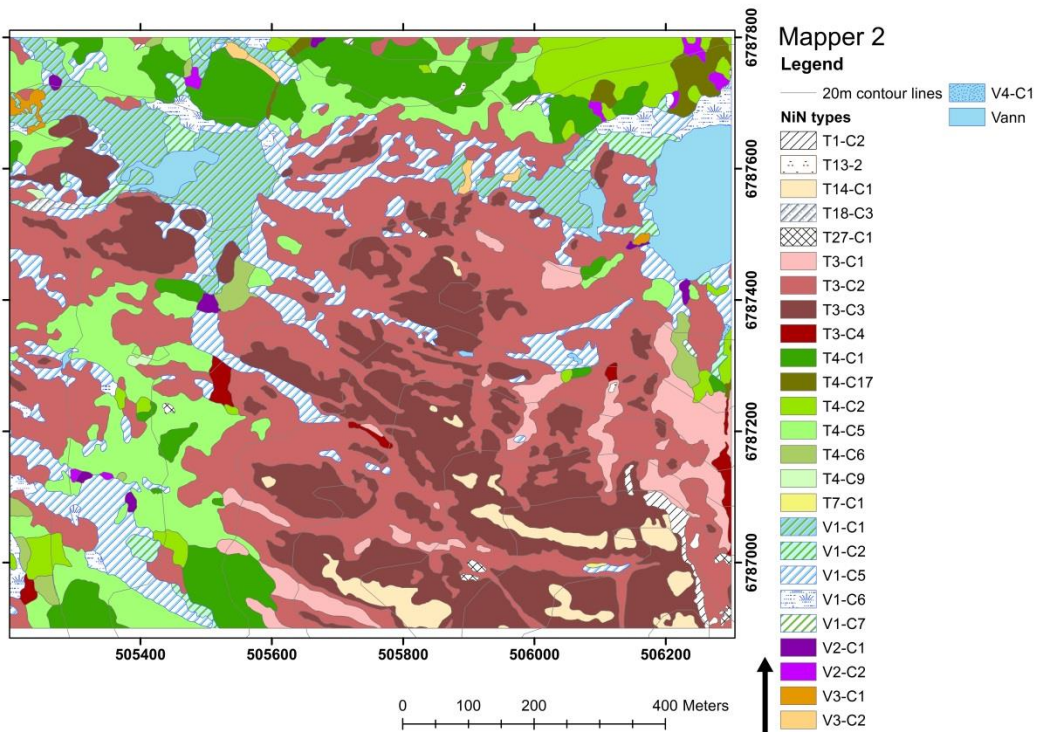 Mapper 2
Legend
20m contour lines
NiN types
T1-C2
T13-2
T14-C1
T18-C3
T27-C1
T3-C1
T3-C2
T3-C3
T3-C4
T4-C1
T4-C17
T4-C2
T4-C5
T4-C6
T4-C9
T7-C1
V1-C1
V1-C2
V1-C5
V1-C6
V1-C7
V2-C1
V2-C2
V3-C1
V3-C2
V4-C1
Vann
6787800
6787600
6787400
6787200
6787000
505400 505600 505800 506000 506200
0 100 200 400 Meters